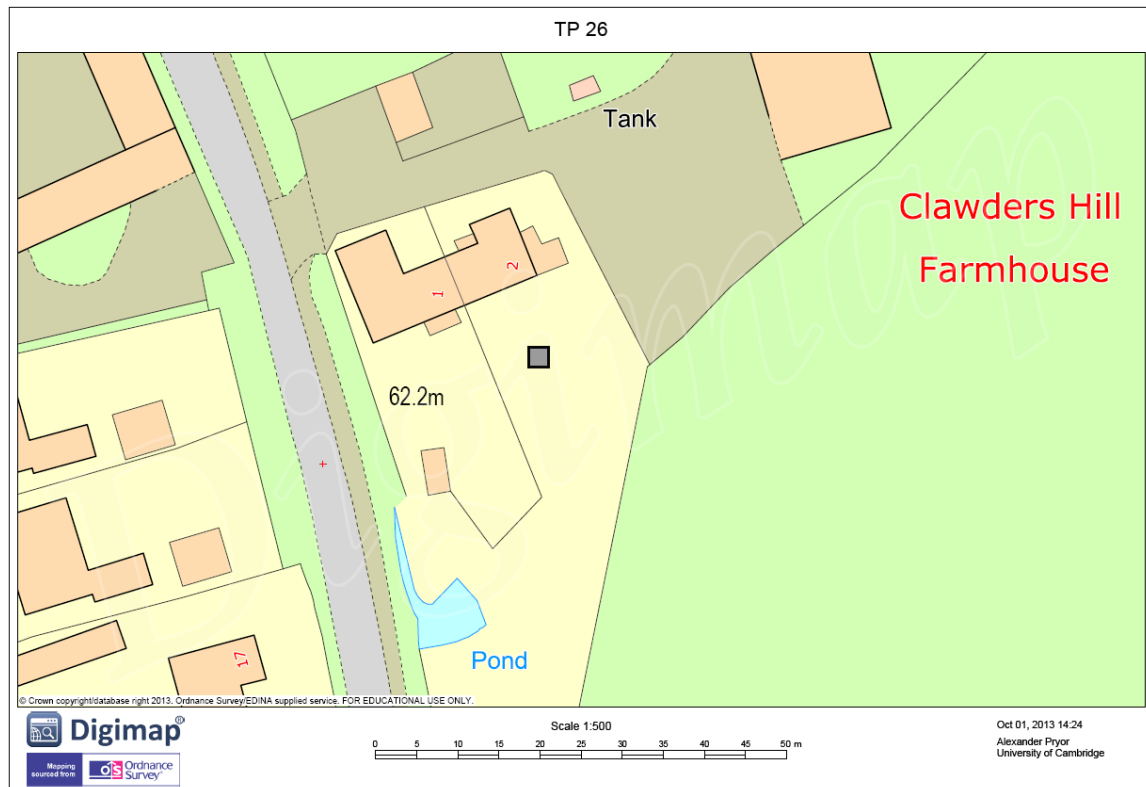 TP 26
Tank
Clawders Hill
Farmhouse
2
1
62.2m
17
Pond
Digimap
© Crown copyright/database right 2013. Ordnance Survey/EDINA supplied service. FOR EDUCATIONAL USE ONLY.
Digimap®
Mapping
sourced from
OS Ordnance
Survey®
Scale 1:500
0 5 10 15 20 25 30 35 40 45 50 m
Oct 01, 2013 14:24
Alexander Pryor
University of Cambridge